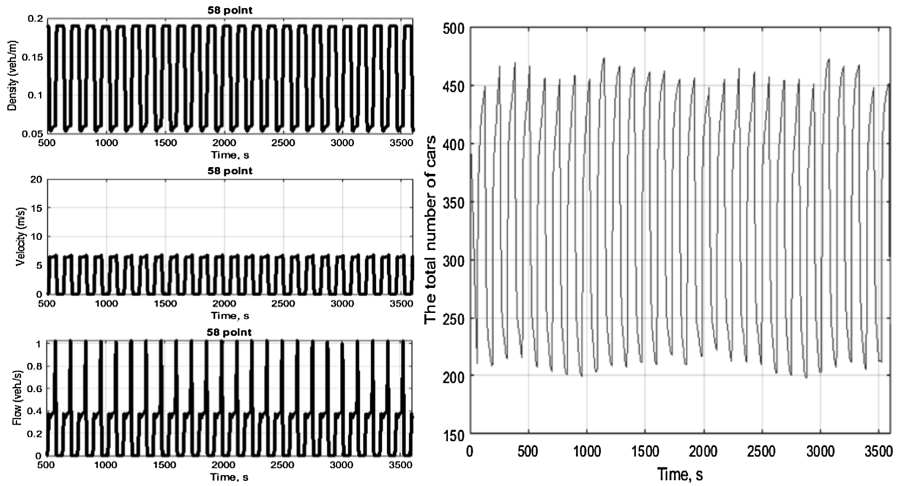 58 point
Density (veh./m)
0.2
0.15
0.1
0.05
500 1000 1500 2000 2500 3000 3500
Time, s
58 point
Velocity (m/s)
20
15
10
5
0
500 1000 1500 2000 2500 3000 3500
Time, s
58 point
Flow (veh/s)
1
0.8
0.6
0.4
0.2
0
500 1000 1500 2000 2500 3000 3500
Time, s
The total number of cars
500
450
400
350
300
250
200
150
0 500 1000 1500 2000 2500 3000 3500
Time, s